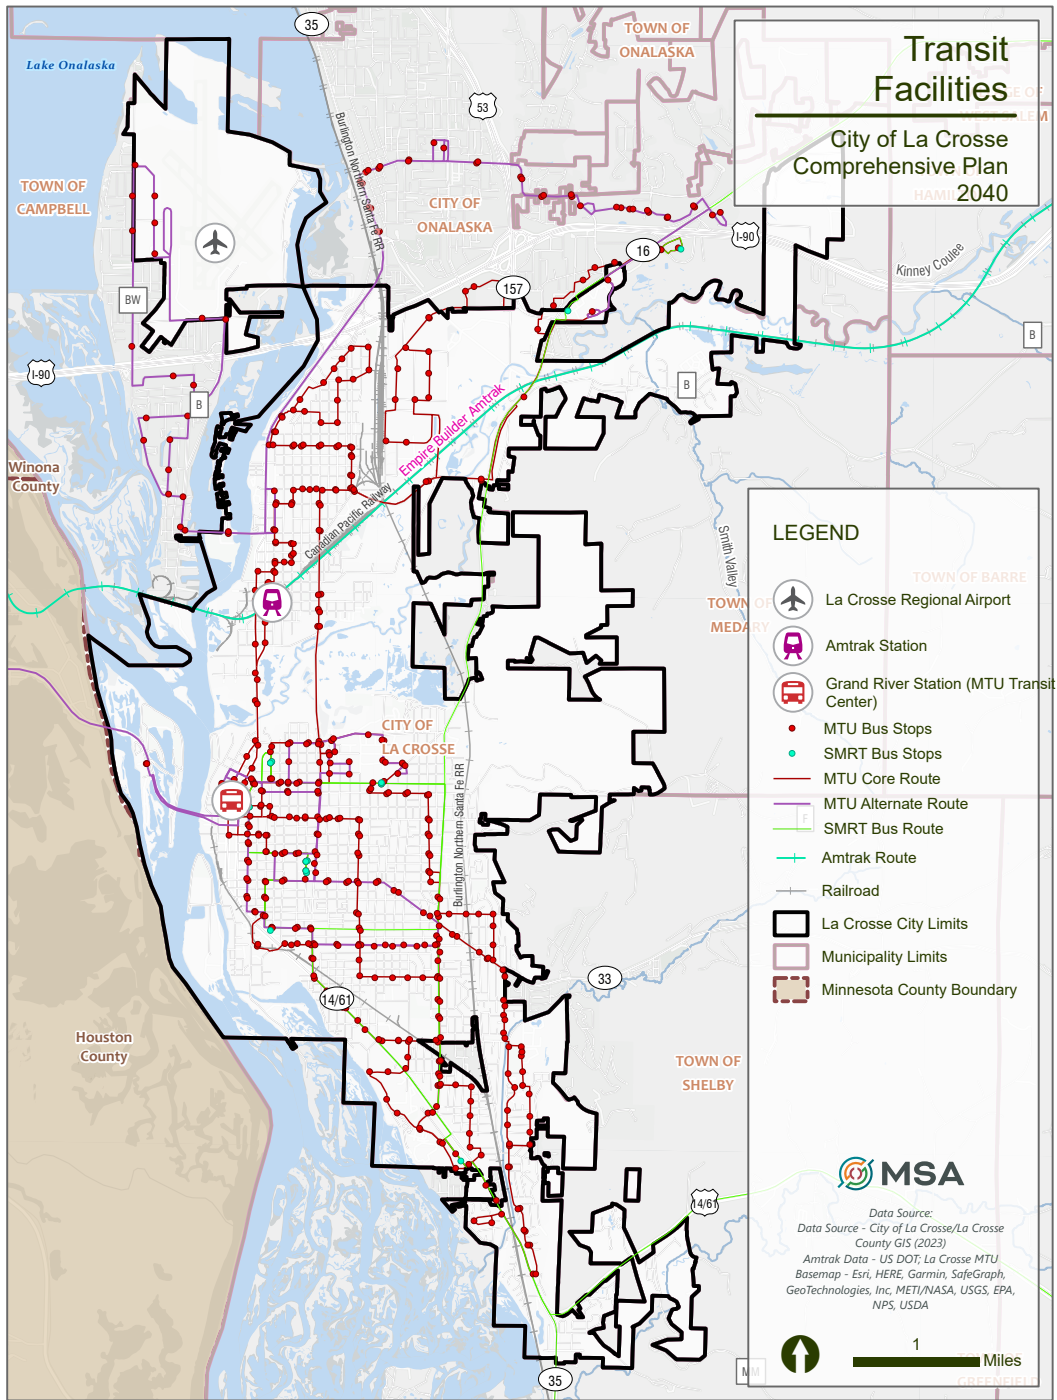 35
TOWN OF
ONALASKA
Transit
Facilities
City of La Crosse
Comprehensive Plan
2040
Lake Onalaska
53
Burlington Northern-Santa Fe RR
TOWN OF
CAMPBELL
CITY OF
ONALASKA
I-90
16
Kinney Coulee
BW
157
B
I-90
B
B
Empire Builder Amtrak
Winona
County
Canadian Pacific Railway
Smith Valley
LEGEND
La Crosse Regional Airport
TOWN OF BARRE
TOWN OF
MEDARY
Amtrak Station
Grand River Station (MTU Transit
Center)
MTU Bus Stops
SMRT Bus Stops
MTU Core Route
MTU Alternate Route
F
SMRT Bus Route
Amtrak Route
Railroad
La Crosse City Limits
Municipality Limits
Minnesota County Boundary
CITY OF
LA CROSSE
Burlington Northern-Santa Fe RR
33
14/61
Houston
County
TOWN OF
SHELBY
14/61
MSA
Data Source:
Data Source - City of La Crosse/La Crosse
County GIS (2023)
Amtrak Data - US DOT; La Crosse MTU
Basemap - Esri, HERE, Garmin, SafeGraph,
GeoTechnologies, Inc, METI/NASA, USGS, EPA,
NPS, USDA
1
Miles
MM
GREENFIELD
35